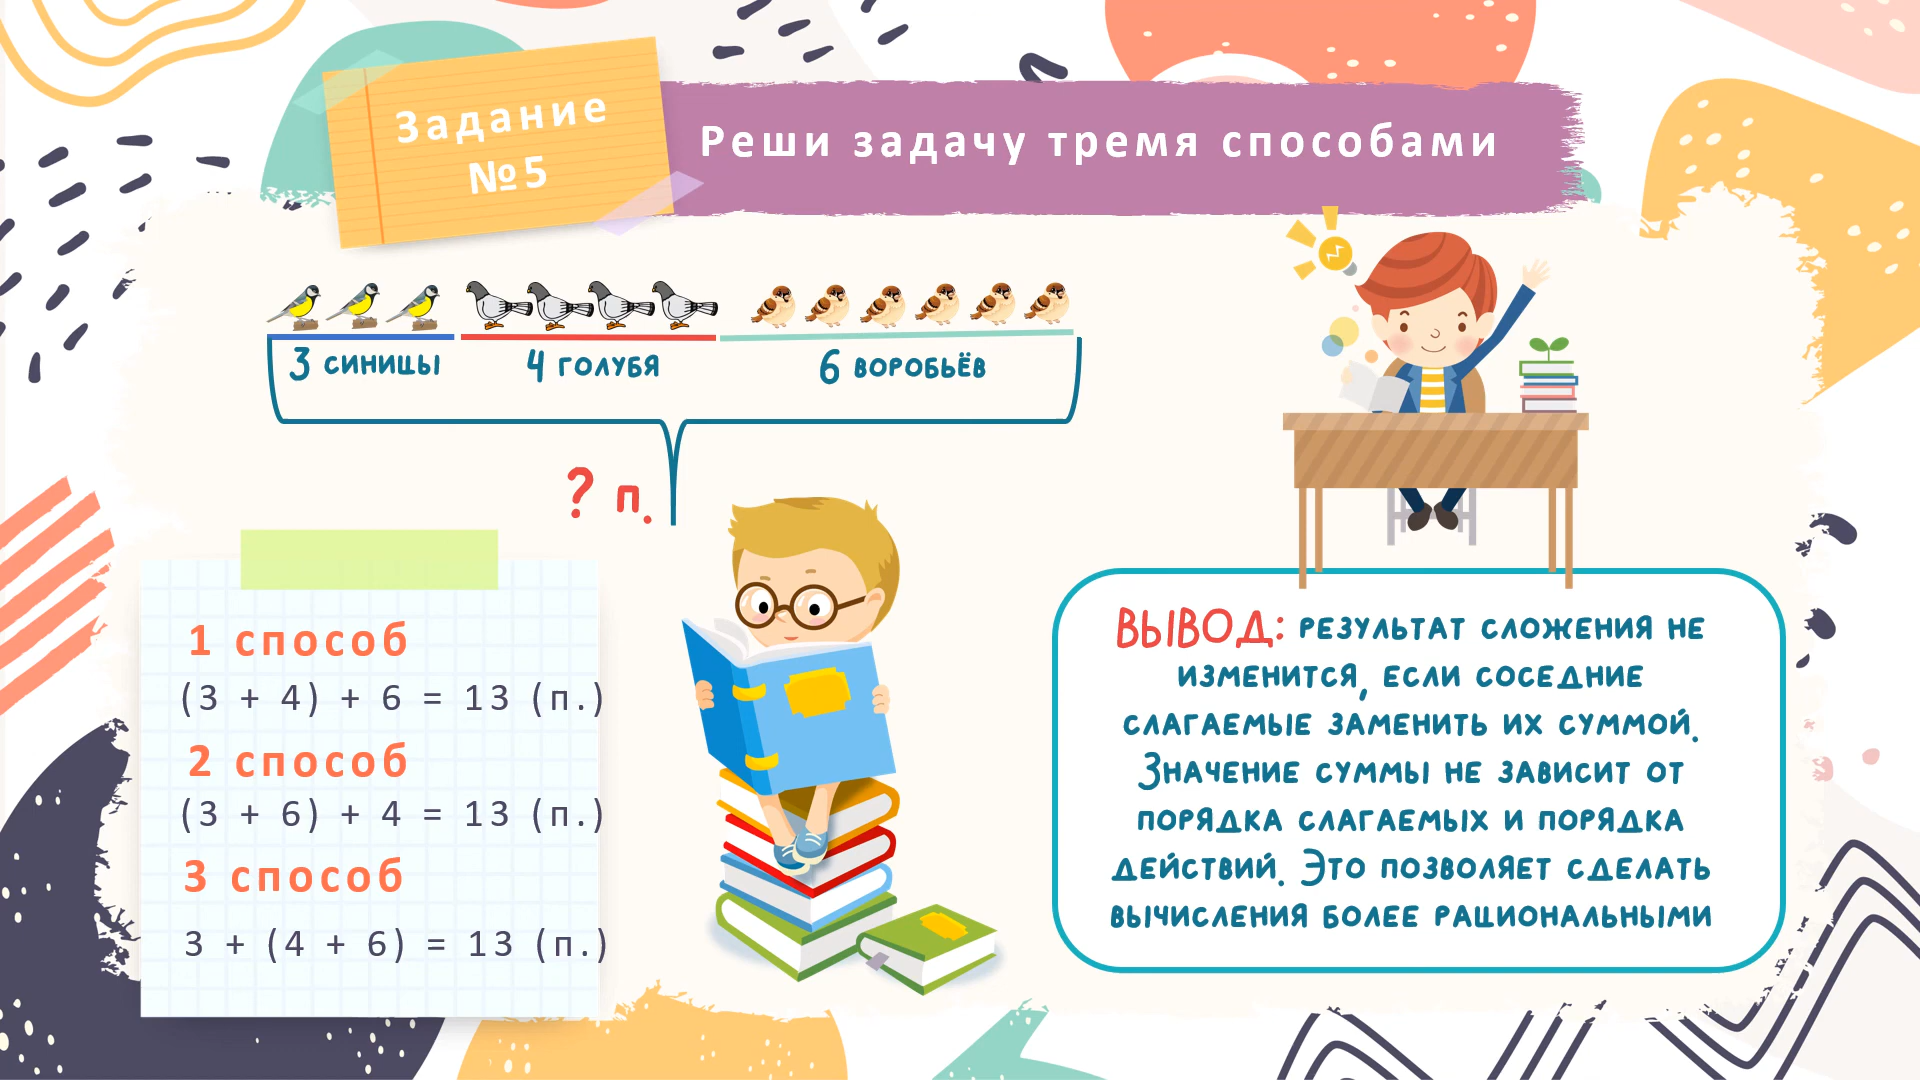 Задание
№5
Реши задачу тремя способами
3 синицы
4 голубя
6 воробьёв
? п.
1 способ
(3 + 4) + 6 = 13 (п.)
2 способ
(3 + 6) + 4 = 13 (п.)
3 способ
3 + (4 + 6) = 13 (п.)
ВЫВОД: результат сложения не
изменится, если соседние
слагаемые заменить их суммой.
Значение суммы не зависит от
порядка слагаемых и порядка
действий. Это позволяет сделать
вычисления более рациональными